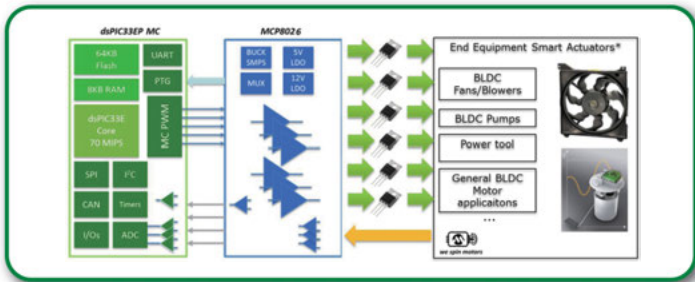 dsPIC33EP MC
64KB
Flash
8KB RAM
dsPIC33E
Core
70 MIPS
UART
PTG
MC PWM
SPI
I²C
CAN
Timers
I/Os
ADC
MCP8026
BUCK
SMPS
5V
LDO
MUX
12V
LDO
End Equipment Smart Actuators*
BLDC
Fans/Blowers
BLDC Pumps
Power tool
General BLDC
Motor
applicaitons
...
we spin motors